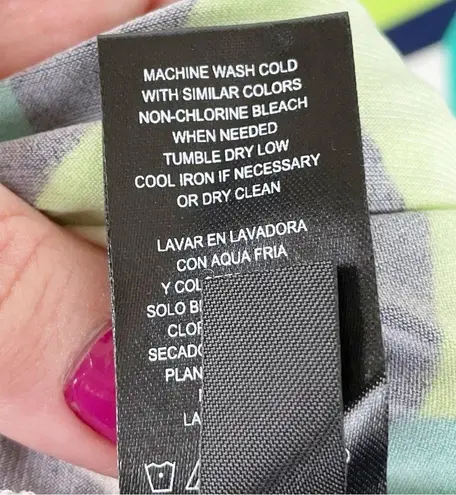 MACHINE WASH COLD
WITH SIMILAR COLORS
NON-CHLORINE BLEACH
WHEN NEEDED
TUMBLE DRY LOW
COOL IRON IF NECESSARY
OR DRY CLEAN
LAVAR EN LAVADORA
CON AQUA FRIA
Y
SOLO